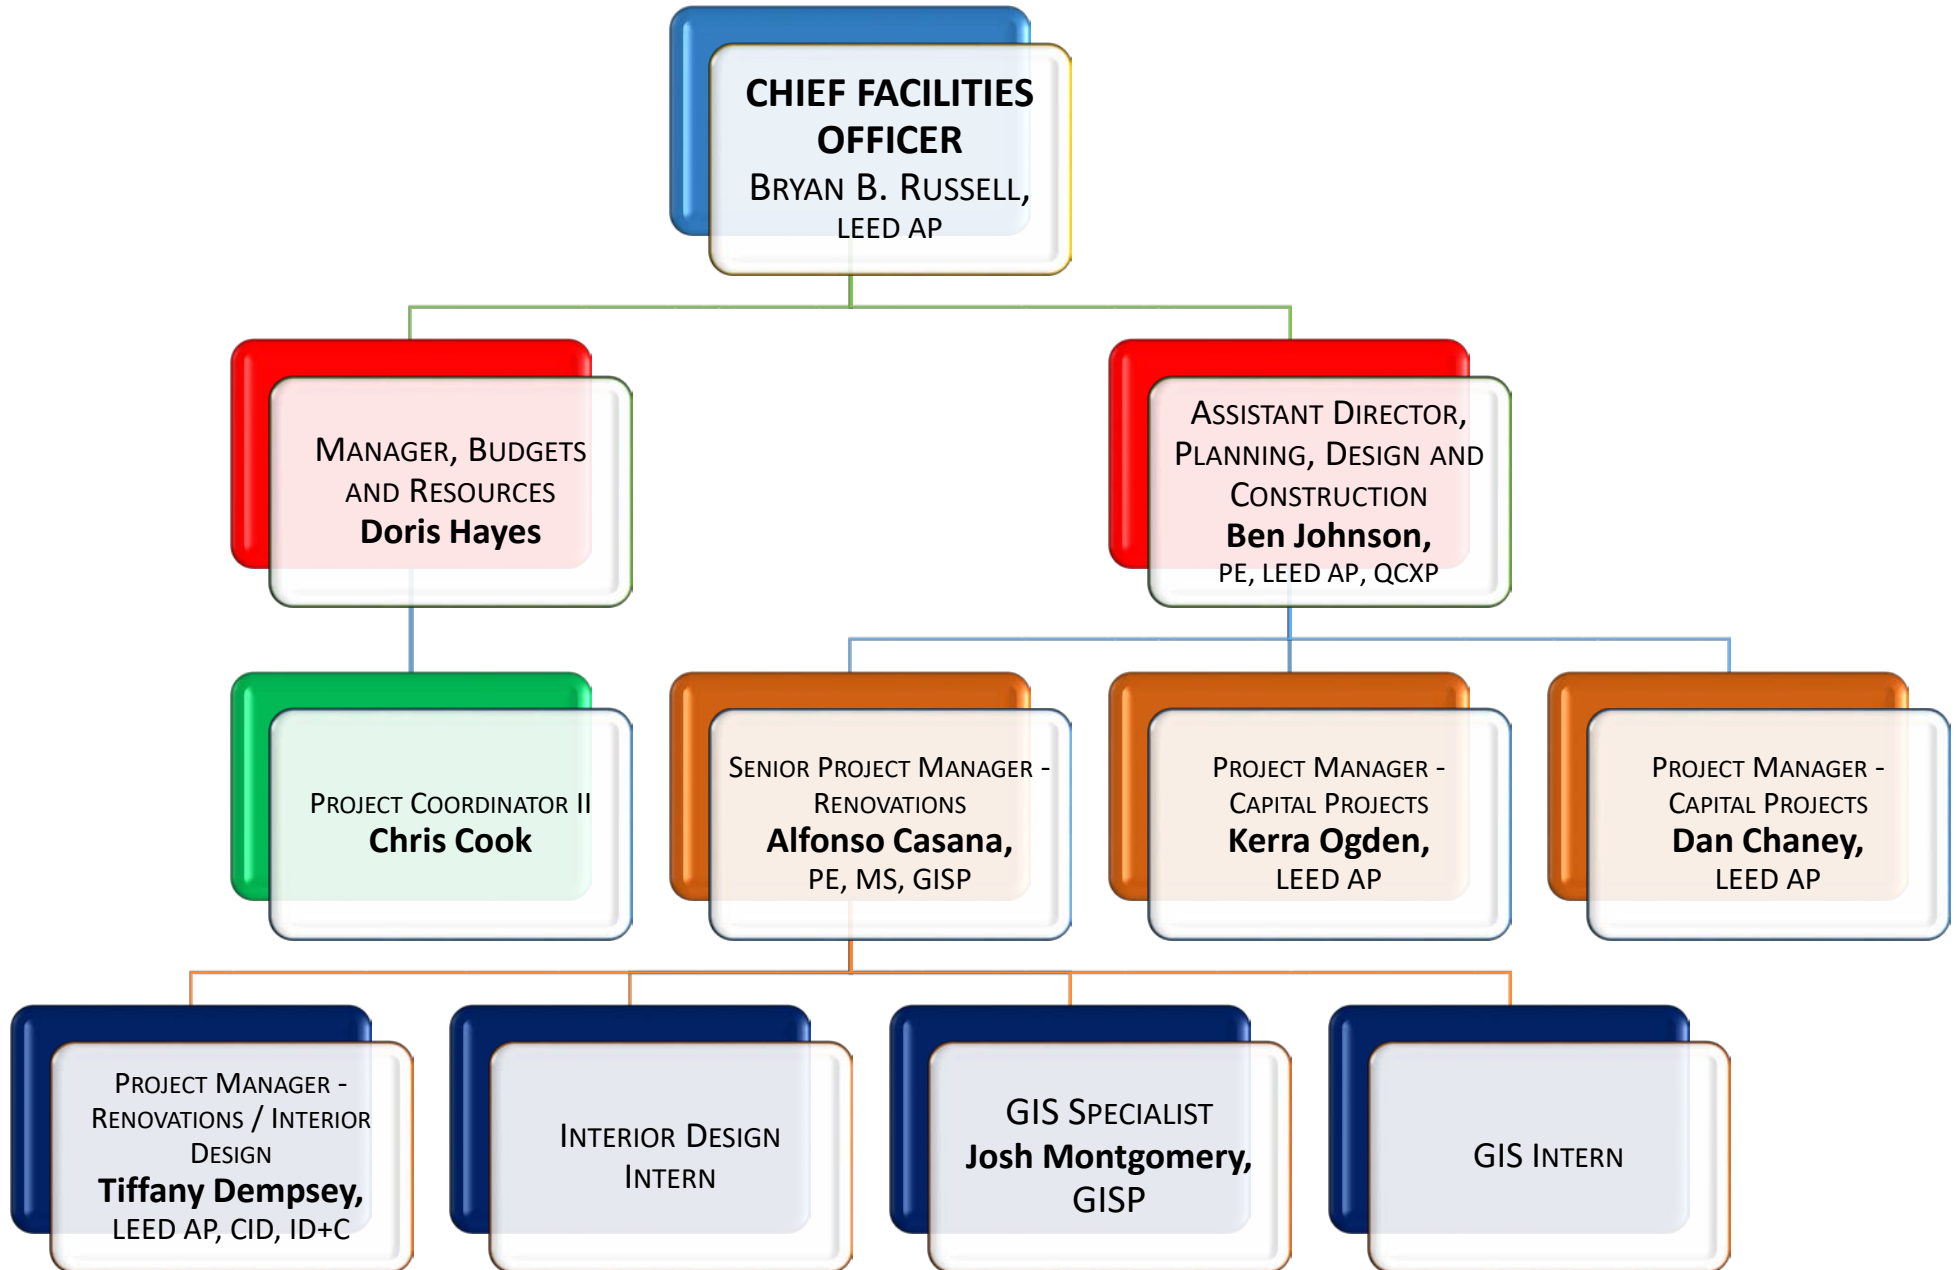 CHIEF FACILITIES
OFFICER
BRYAN B. RUSSELL,
LEED AP
MANAGER, BUDGETS
AND RESOURCES
Doris Hayes
ASSISTANT DIRECTOR,
PLANNING, DESIGN AND
CONSTRUCTION
Ben Johnson,
PE, LEED AP, QCXP
PROJECT COORDINATOR II
Chris Cook
SENIOR PROJECT MANAGER -
RENOVATIONS
Alfonso Casana,
PE, MS, GISP
PROJECT MANAGER -
CAPITAL PROJECTS
Kerra Ogden,
LEED AP
PROJECT MANAGER -
CAPITAL PROJECTS
Dan Chaney,
LEED AP
PROJECT MANAGER -
RENOVATIONS / INTERIOR
DESIGN
Tiffany Dempsey,
LEED AP, CID, ID+C
INTERIOR DESIGN
INTERN
GIS SPECIALIST
Josh Montgomery,
GISP
GIS INTERN